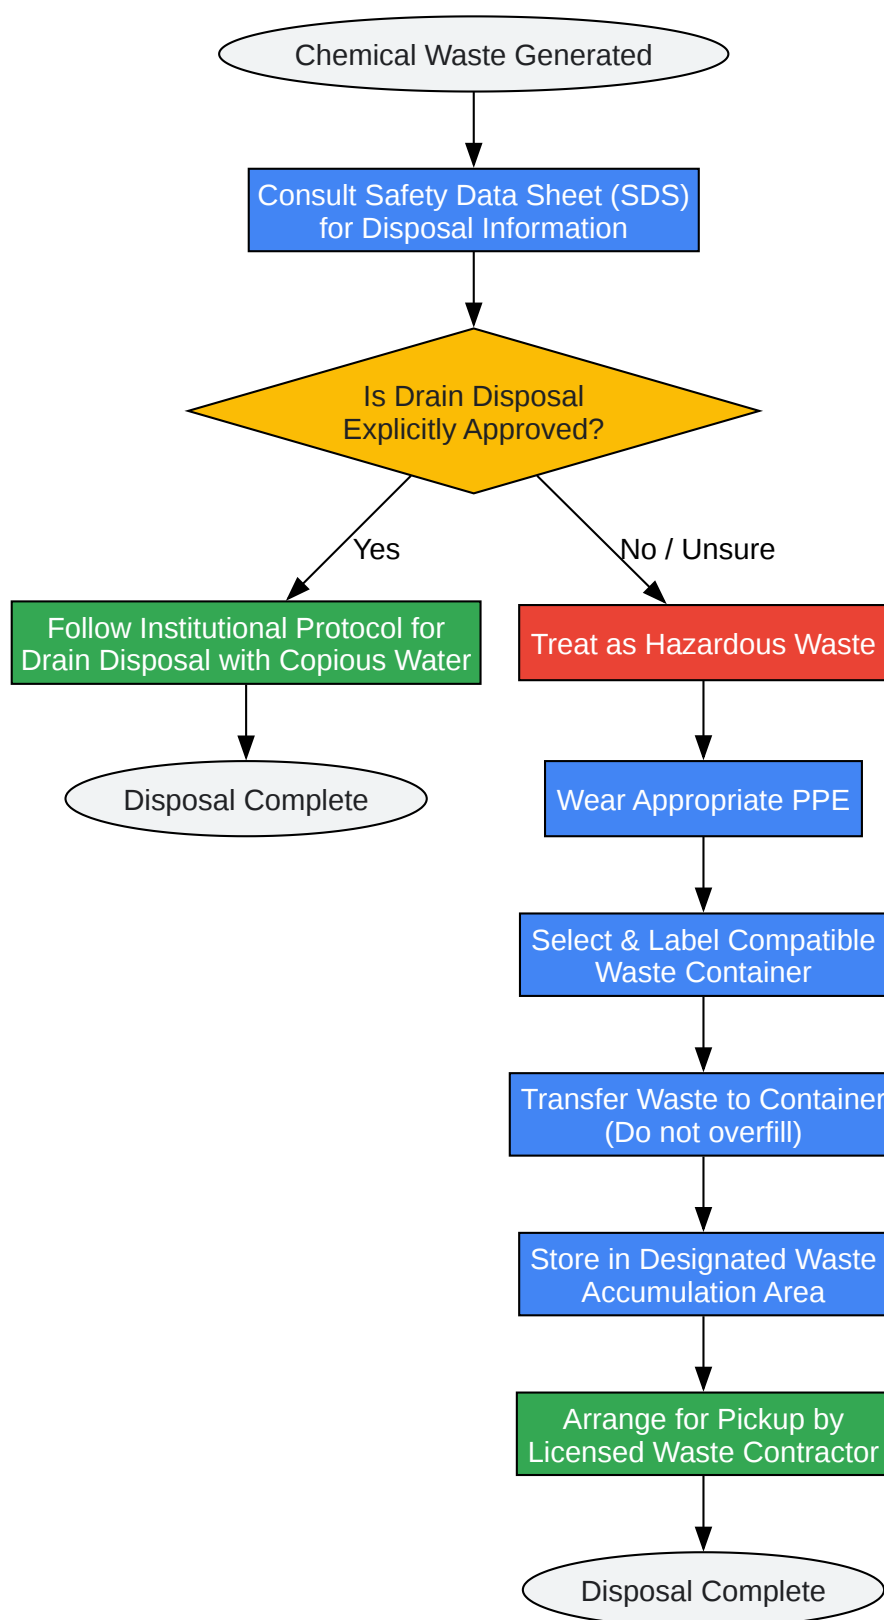 Chemical Waste Generated
Consult Safety Data Sheet (SDS)
for Disposal Information
Is Drain Disposal
Explicitly Approved?
Yes
No / Unsure
Follow Institutional Protocol for
Drain Disposal with Copious Water
Treat as Hazardous Waste
Disposal Complete
Wear Appropriate PPE
Select & Label Compatible
Waste Container
Transfer Waste to Container
(Do not overfill)
Store in Designated Waste
Accumulation Area
Arrange for Pickup by
Licensed Waste Contractor
Disposal Complete